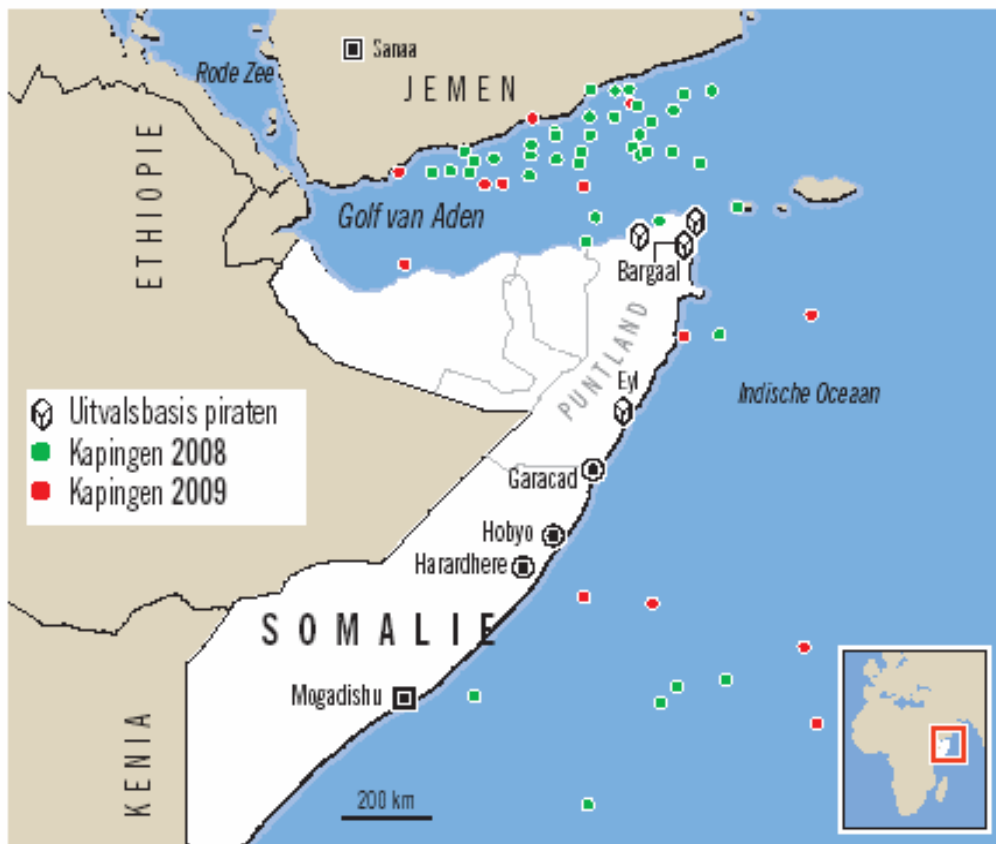 Sanaa
Rode Zee
JEMEN
ETHIOPIE
Golf van Aden
Bargaal
PUNTLAND
Indische Oceaan
Eyl
Uitvalsbasis piraten
Kapingen 2008
Kapingen 2009
Garacad
Hobyo
Harardhere
SOMALIE
Mogadishu
KENIA
200 km